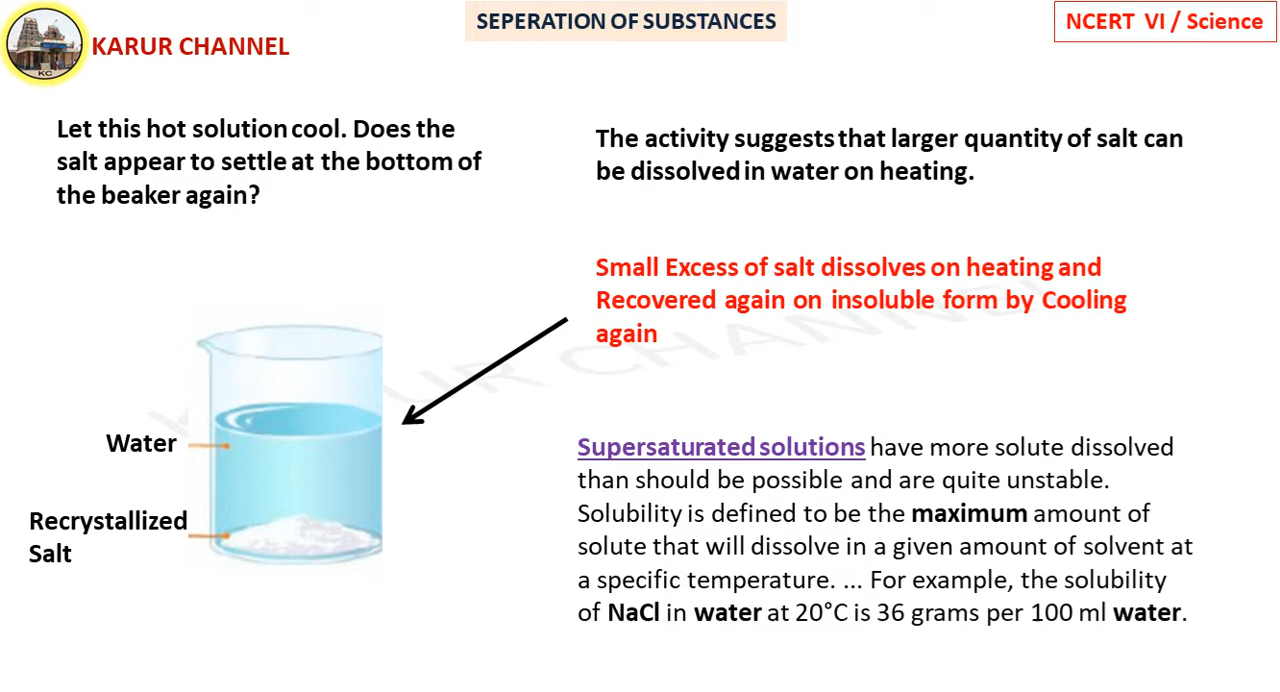 SEPERATION OF SUBSTANCES
NCERT VI / Science
KARUR CHANNEL
KC
Let this hot solution cool. Does the
salt appear to settle at the bottom of
the beaker again?
The activity suggests that larger quantity of salt can
be dissolved in water on heating.
Small Excess of salt dissolves on heating and
Recovered again on insoluble form by Cooling
again
KARUR CHANNEL
Water
Recrystallized
Salt
Supersaturated solutions have more solute dissolved
than should be possible and are quite unstable.
Solubility is defined to be the maximum amount of
solute that will dissolve in a given amount of solvent at
a specific temperature. ... For example, the solubility
of NaCl in water at 20°C is 36 grams per 100 ml water.